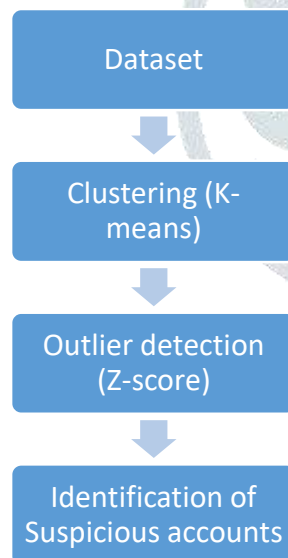 Dataset
Clustering (K-
means)
Outlier detection
(Z-score)
Identification of
Suspicious accounts